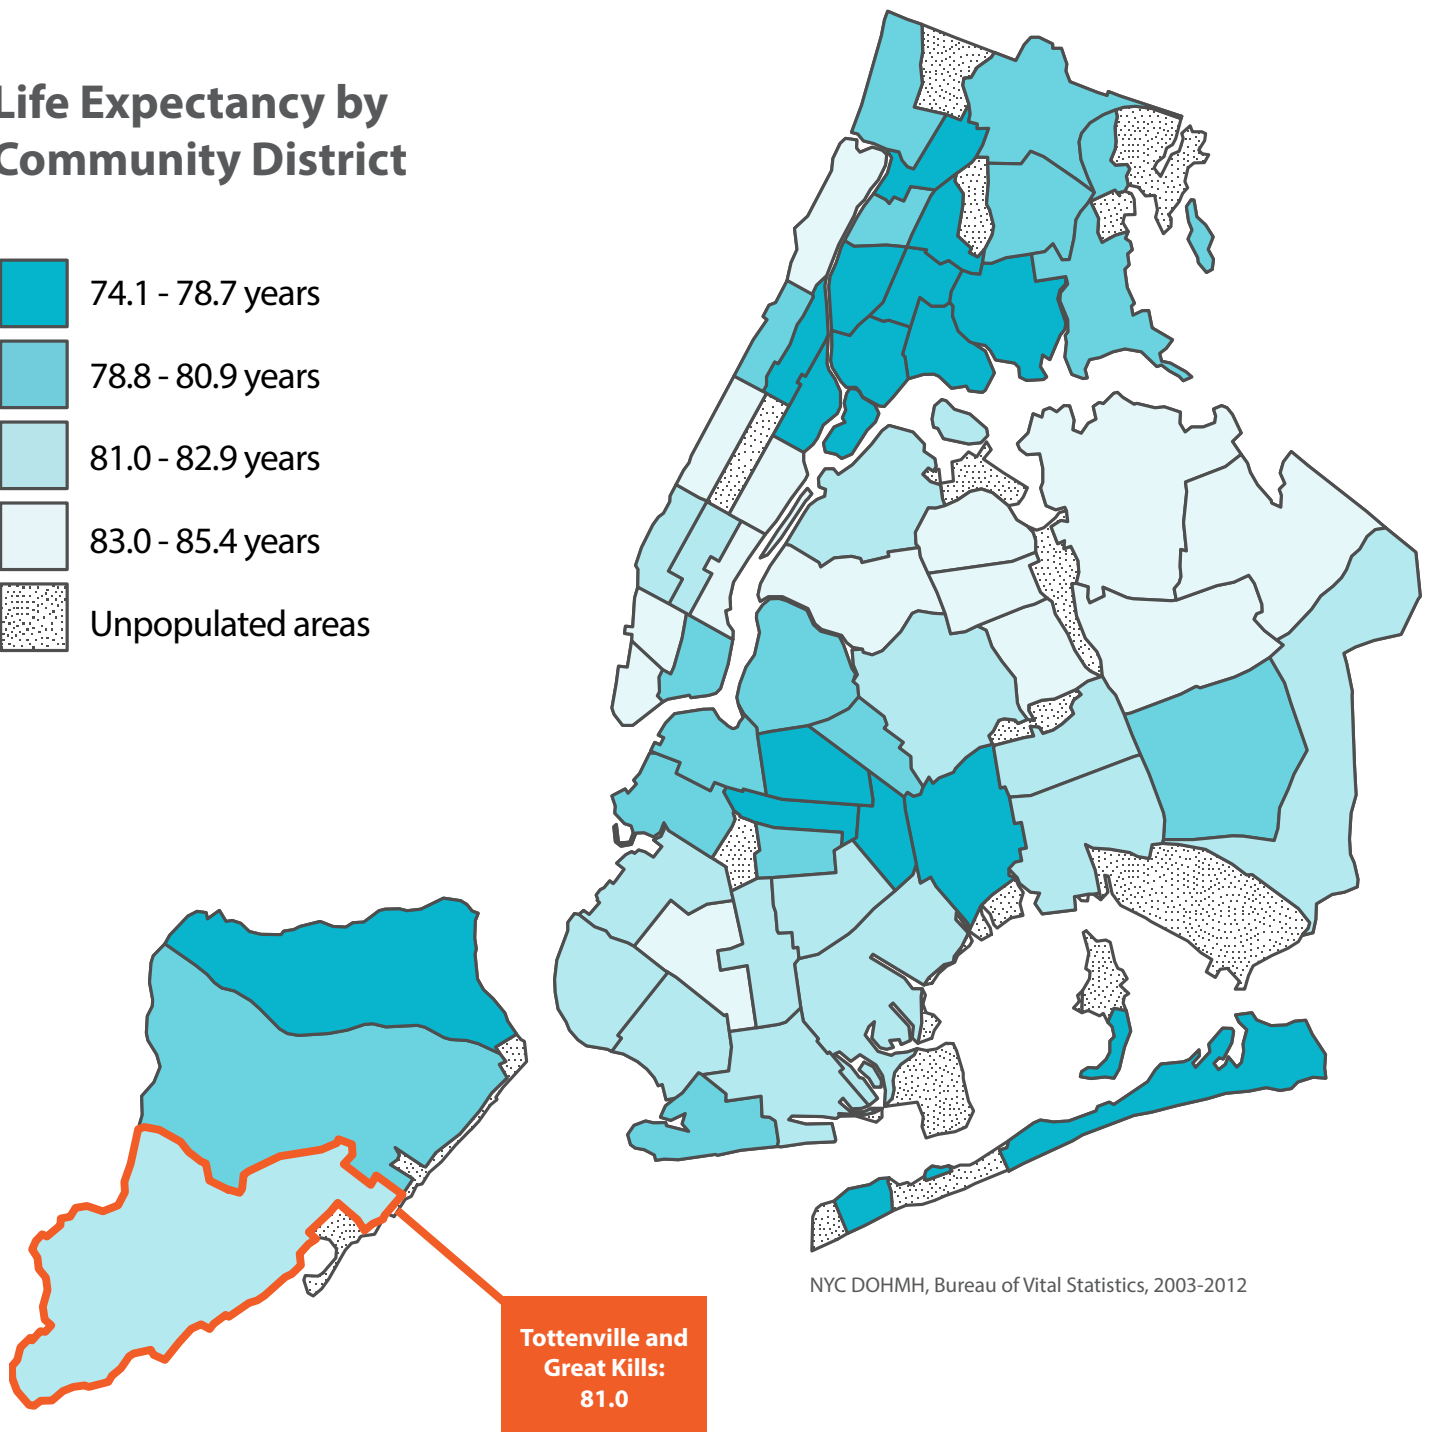 Life Expectancy by
Community District
74.1 - 78.7 years
78.8 - 80.9 years
81.0 - 82.9 years
83.0 - 85.4 years
Unpopulated areas
NYC DOHMH, Bureau of Vital Statistics, 2003-2012
Tottenville and
Great Kills:
81.0